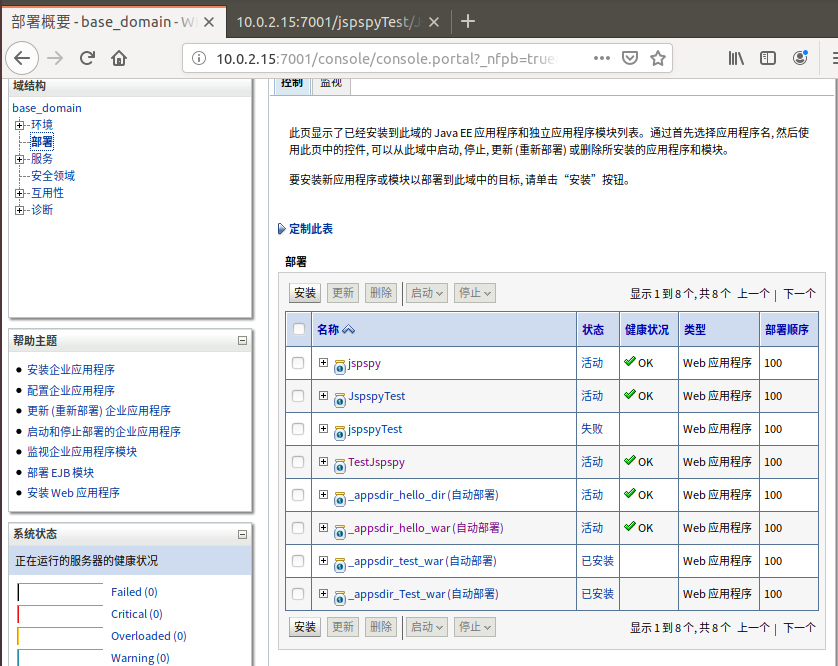 部署概要 - base_domain - W
10.0.2.15:7001/jspspyTest/J
10.0.2.15:7001/console/console.portal?_nfpb=true
域结构
base_domain
环境
部署
服务
安全领域
互用性
诊断
帮助主题
安装企业应用程序
配置企业应用程序
更新 (重新部署) 企业应用程序
启动和停止部署的企业应用程序
监视企业应用程序模块
部署 EJB 模块
安装 Web 应用程序
系统状态
正在运行的服务器的健康状况
Failed (0)
Critical (0)
Overloaded (0)
Warning (0)
控制 监视
此页显示了已经安装到此域的 Java EE 应用程序和独立应用程序模块列表。通过首先选择应用程序名, 然后使
用此页中的控件, 可以从此域中启动, 停止, 更新 (重新部署) 或删除所安装的应用程序和模块。
要安装新应用程序或模块以部署到此域中的目标, 请单击“安装”按钮。
定制此表
部署
安装 更新 删除 启动 停止 显示 1 到 8 个, 共 8 个 上一个 | 下一个
名称 状态 健康状况 类型 部署顺序
jspspy 活动 OK Web 应用程序 100
JspspyTest 活动 OK Web 应用程序 100
jspspyTest 失败 Web 应用程序 100
TestJspspy 活动 OK Web 应用程序 100
_appsdir_hello_dir (自动部署) 活动 OK Web 应用程序 100
_appsdir_hello_war (自动部署) 活动 OK Web 应用程序 100
_appsdir_test_war (自动部署) 已安装 Web 应用程序 100
_appsdir_Test_war (自动部署) 已安装 Web 应用程序 100
安装 更新 删除 启动 停止 显示 1 到 8 个, 共 8 个 上一个 | 下一个